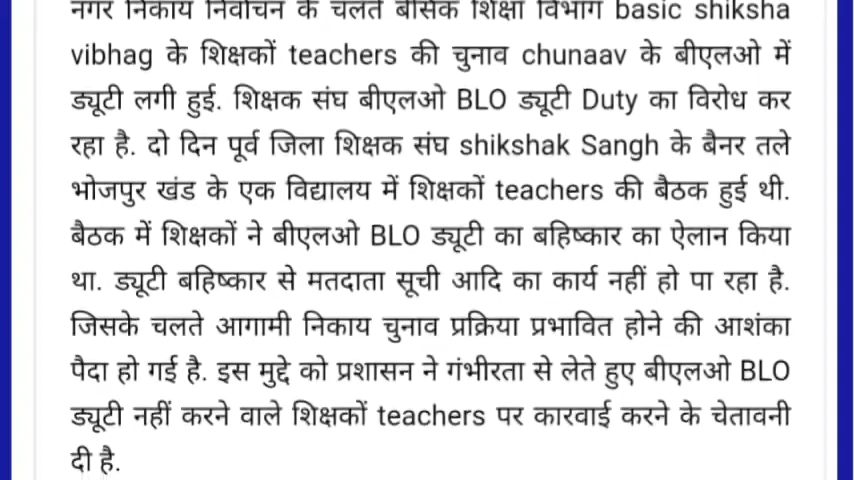 नगर निकाय निर्वाचन के चलते बेसिक शिक्षा विभाग basic shiksha
vibhag के शिक्षकों teachers की चुनाव chunaav के बीएलओ में
ड्यूटी लगी हुई. शिक्षक संघ बीएलओ BLO ड्यूटी Duty का विरोध कर
रहा है. दो दिन पूर्व जिला शिक्षक संघ shikshak Sangh के बैनर तले
भोजपुर खंड के एक विद्यालय में शिक्षकों teachers की बैठक हुई थी.
बैठक में शिक्षकों ने बीएलओ BLO ड्यूटी का बहिष्कार का ऐलान किया
था. ड्यूटी बहिष्कार से मतदाता सूची आदि का कार्य नहीं हो पा रहा है.
जिसके चलते आगामी निकाय चुनाव प्रक्रिया प्रभावित होने की आशंका
पैदा हो गई है. इस मुद्दे को प्रशासन ने गंभीरता से लेते हुए बीएलओ BLO
ड्यूटी नहीं करने वाले शिक्षकों teachers पर कारवाई करने के चेतावनी
दी है.